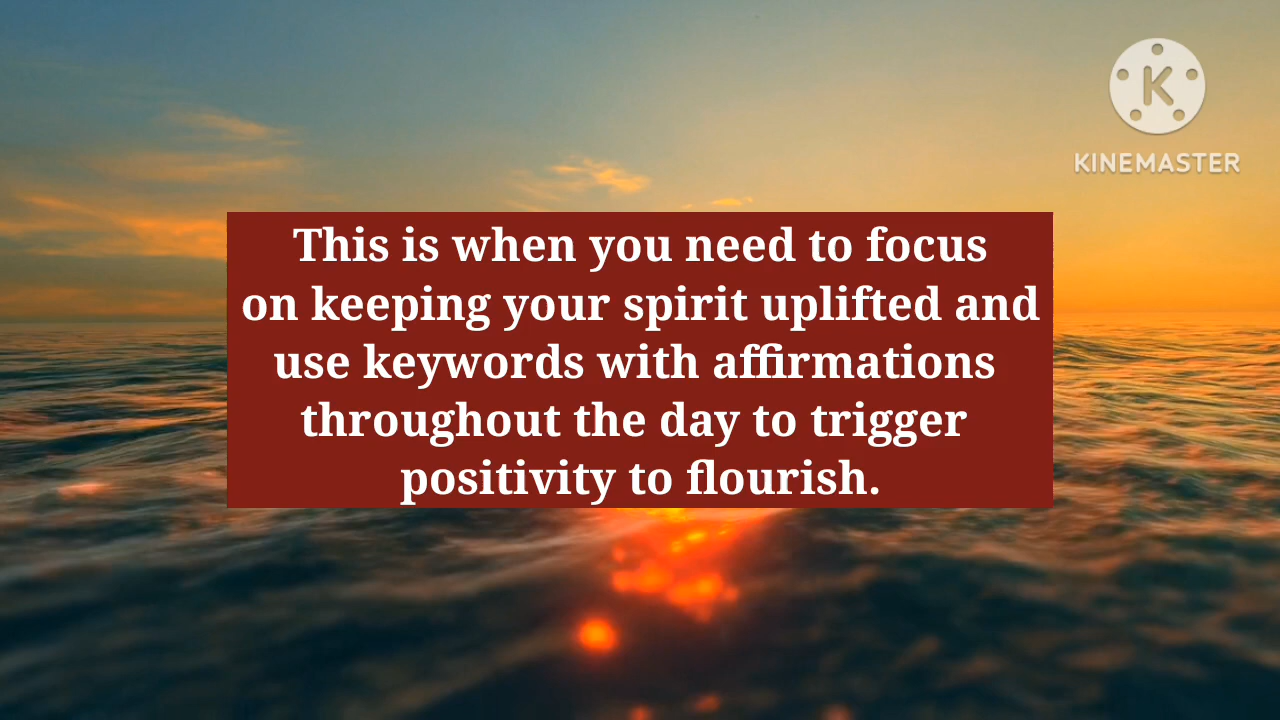 K
KINEMASTER
This is when you need to focus
on keeping your spirit uplifted and
use keywords with affirmations
throughout the day to trigger
positivity to flourish.